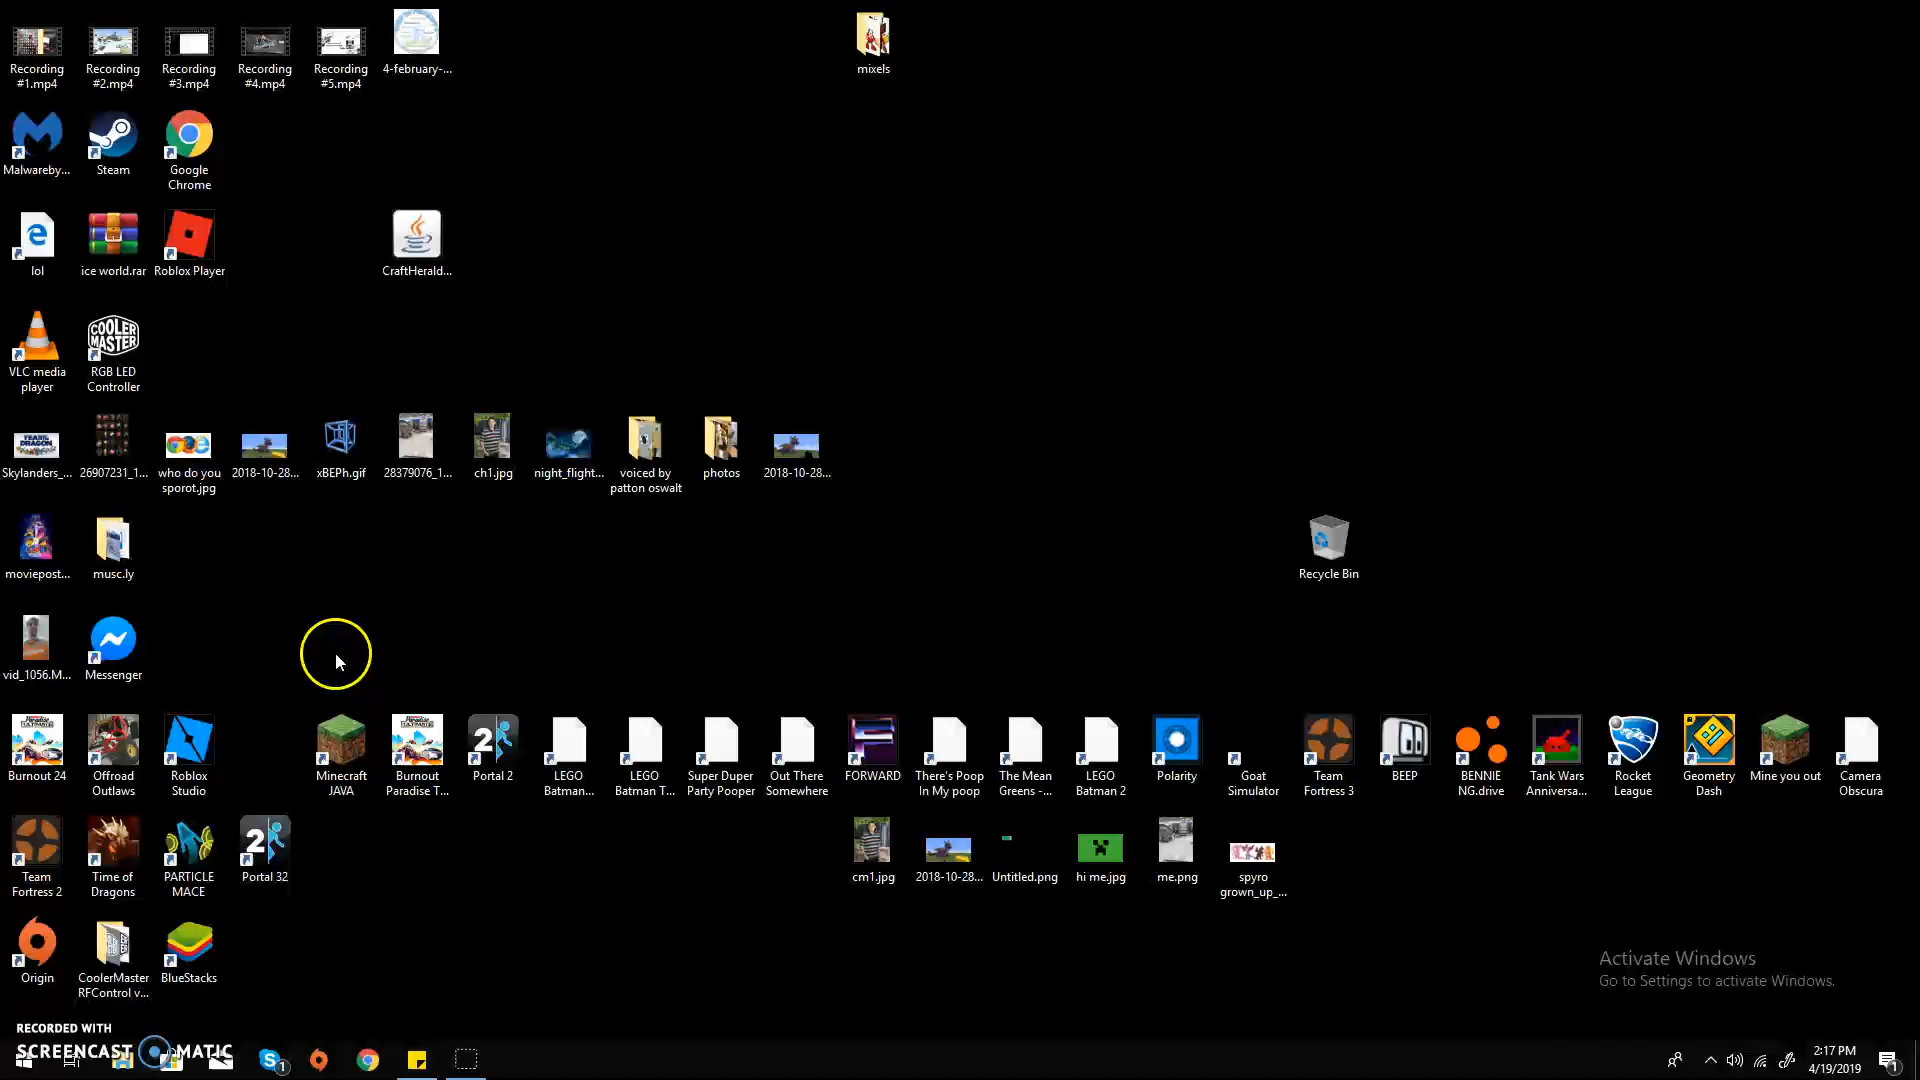 Recording
#1.mp4
Recording
#2.mp4
Recording
#3.mp4
Recording
#4.mp4
Recording
#5.mp4
4-february-...
mixels
Malwareby...
Steam
Google
Chrome
lol
ice world.rar
Roblox Player
CraftHerald...
VLC media
player
COOLER
MASTER
RGB LED
Controller
Skylanders_...
26907231_1...
who do you
sporot.jpg
2018-10-28...
xBEPh.gif
28379076_1...
ch1.jpg
night_flight...
voiced by
patton oswalt
photos
2018-10-28...
moviepost...
musc.ly
Recycle Bin
vid_1056.M...
Messenger
Burnout 24
Offroad
Outlaws
Roblox
Studio
Minecraft
JAVA
Burnout
Paradise T...
2
Portal 2
LEGO
Batman...
LEGO
Batman T...
Super Duper
Party Pooper
Out There
Somewhere
FORWARD
There's Poop
In My poop
The Mean
Greens -...
LEGO
Batman 2
Polarity
Goat
Simulator
Team
Fortress 3
BEEP
BENNIE
NG.drive
Tank Wars
Anniversa...
Rocket
League
Geometry
Dash
Mine you out
Camera
Obscura
Team
Fortress 2
Time of
Dragons
PARTICLE
MACE
2
Portal 32
cm1.jpg
2018-10-28...
Untitled.png
hi me.jpg
me.png
spyro
grown_up_...
Origin
CoolerMaster
RFControl v...
BlueStacks
Activate Windows
Go to Settings to activate Windows.
RECORDED WITH
SCREENCAST MATIC
1
2:17 PM
4/19/2019
1